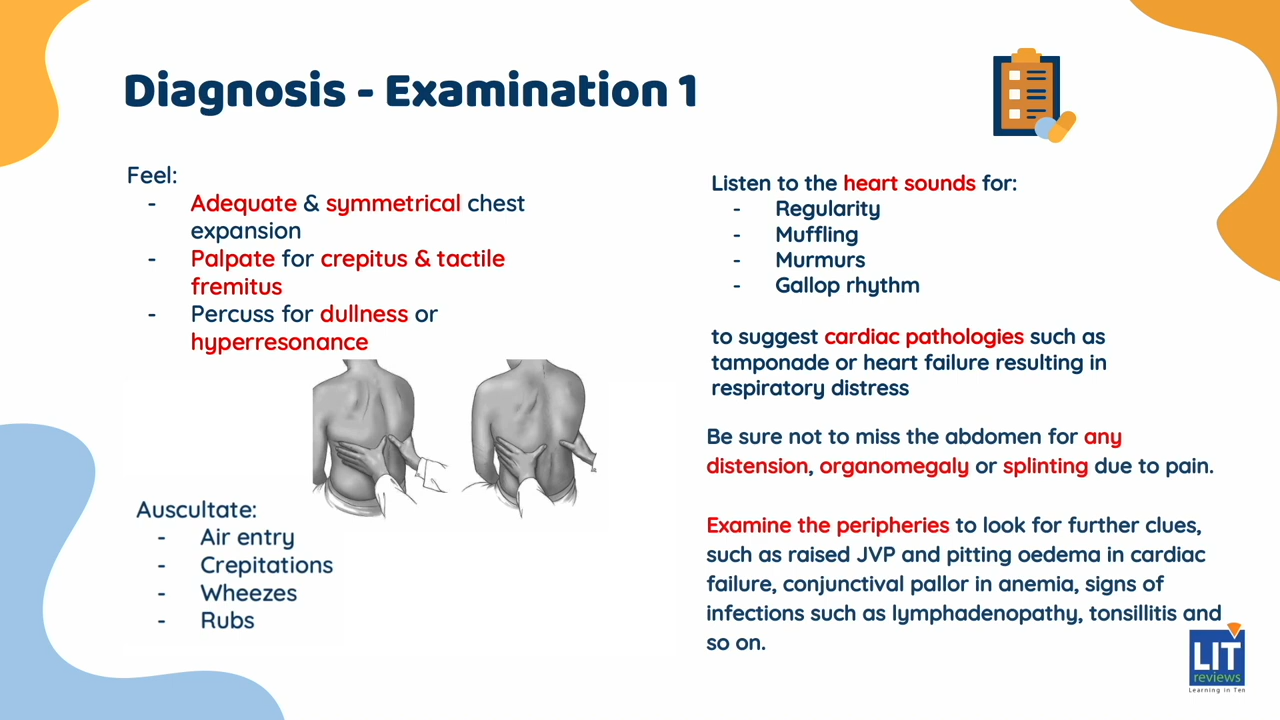 Diagnosis - Examination 1
Feel:
- Adequate & symmetrical chest
expansion
- Palpate for crepitus & tactile
fremitus
- Percuss for dullness or
hyperresonance
Auscultate:
- Air entry
- Crepitations
- Wheezes
- Rubs
Listen to the heart sounds for:
- Regularity
- Muffling
- Murmurs
- Gallop rhythm
to suggest cardiac pathologies such as
tamponade or heart failure resulting in
respiratory distress
Be sure not to miss the abdomen for any
distension, organomegaly or splinting due to pain.
Examine the peripheries to look for further clues,
such as raised JVP and pitting oedema in cardiac
failure, conjunctival pallor in anemia, signs of
infections such as lymphadenopathy, tonsillitis and
so on.
LIT
reviews
Learning in Ten